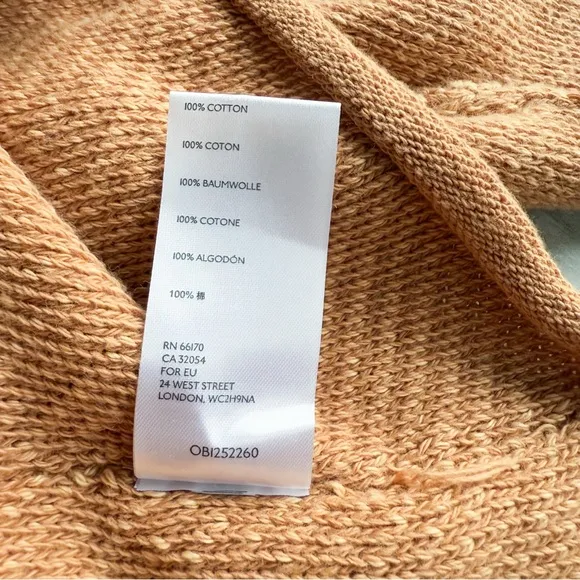 100% COTTON
100% COTON
100% BAUMWOLLE
100% COTONE
100% ALGODÓN
100% 棉
RN 66170
CA 32054
FOR EU
24 WEST STREET
LONDON, WC2H9NA
OB1252260